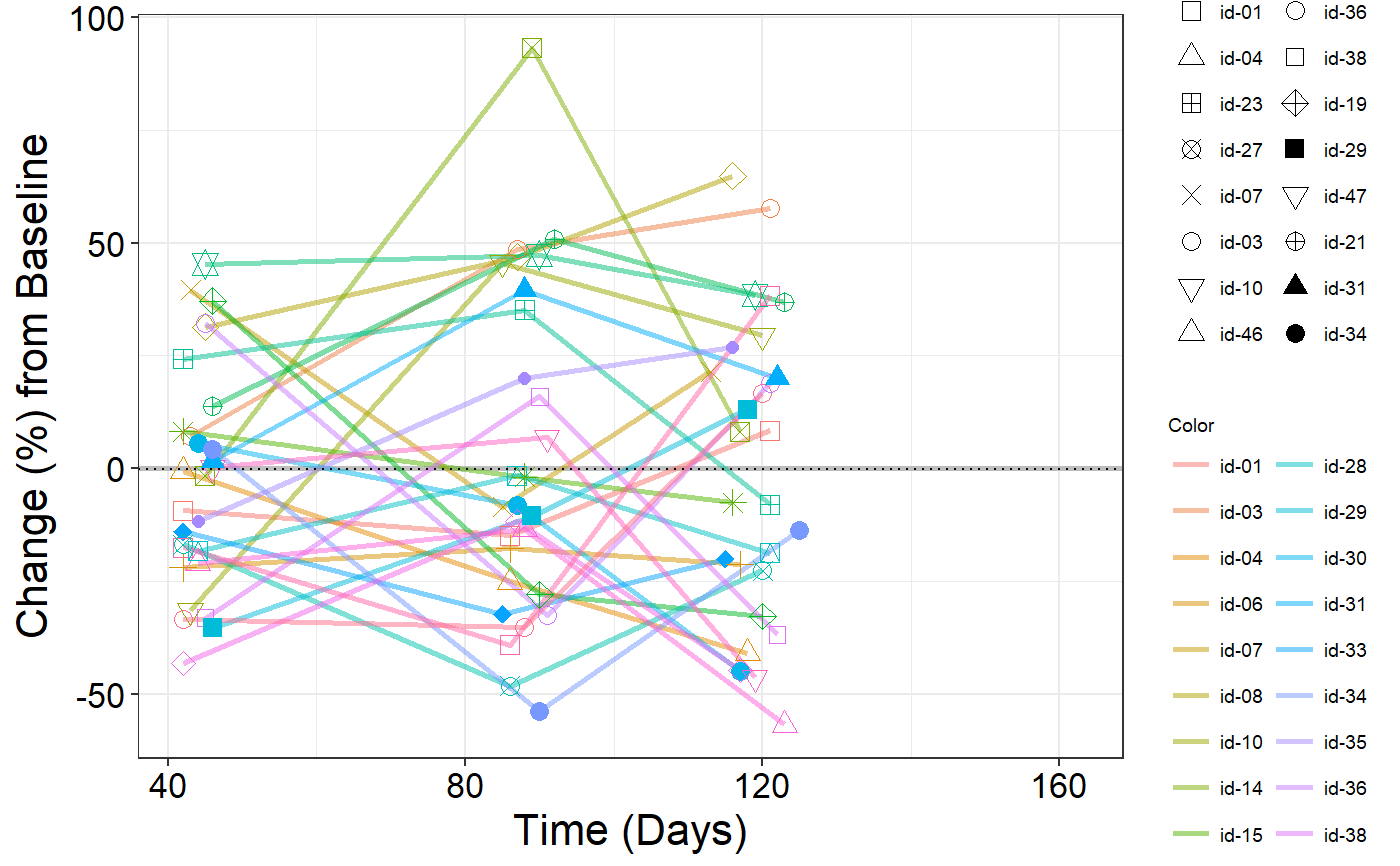 Change (%) from Baseline
100
50
0
-50
40 80 120 160
Time (Days)
id-01 id-36
id-04 id-38
id-23 id-19
id-27 id-29
id-07 id-47
id-03 id-21
id-10 id-31
id-46 id-34
Color
id-01 id-28
id-03 id-29
id-04 id-30
id-06 id-31
id-07 id-33
id-08 id-34
id-10 id-35
id-14 id-36
id-15 id-38